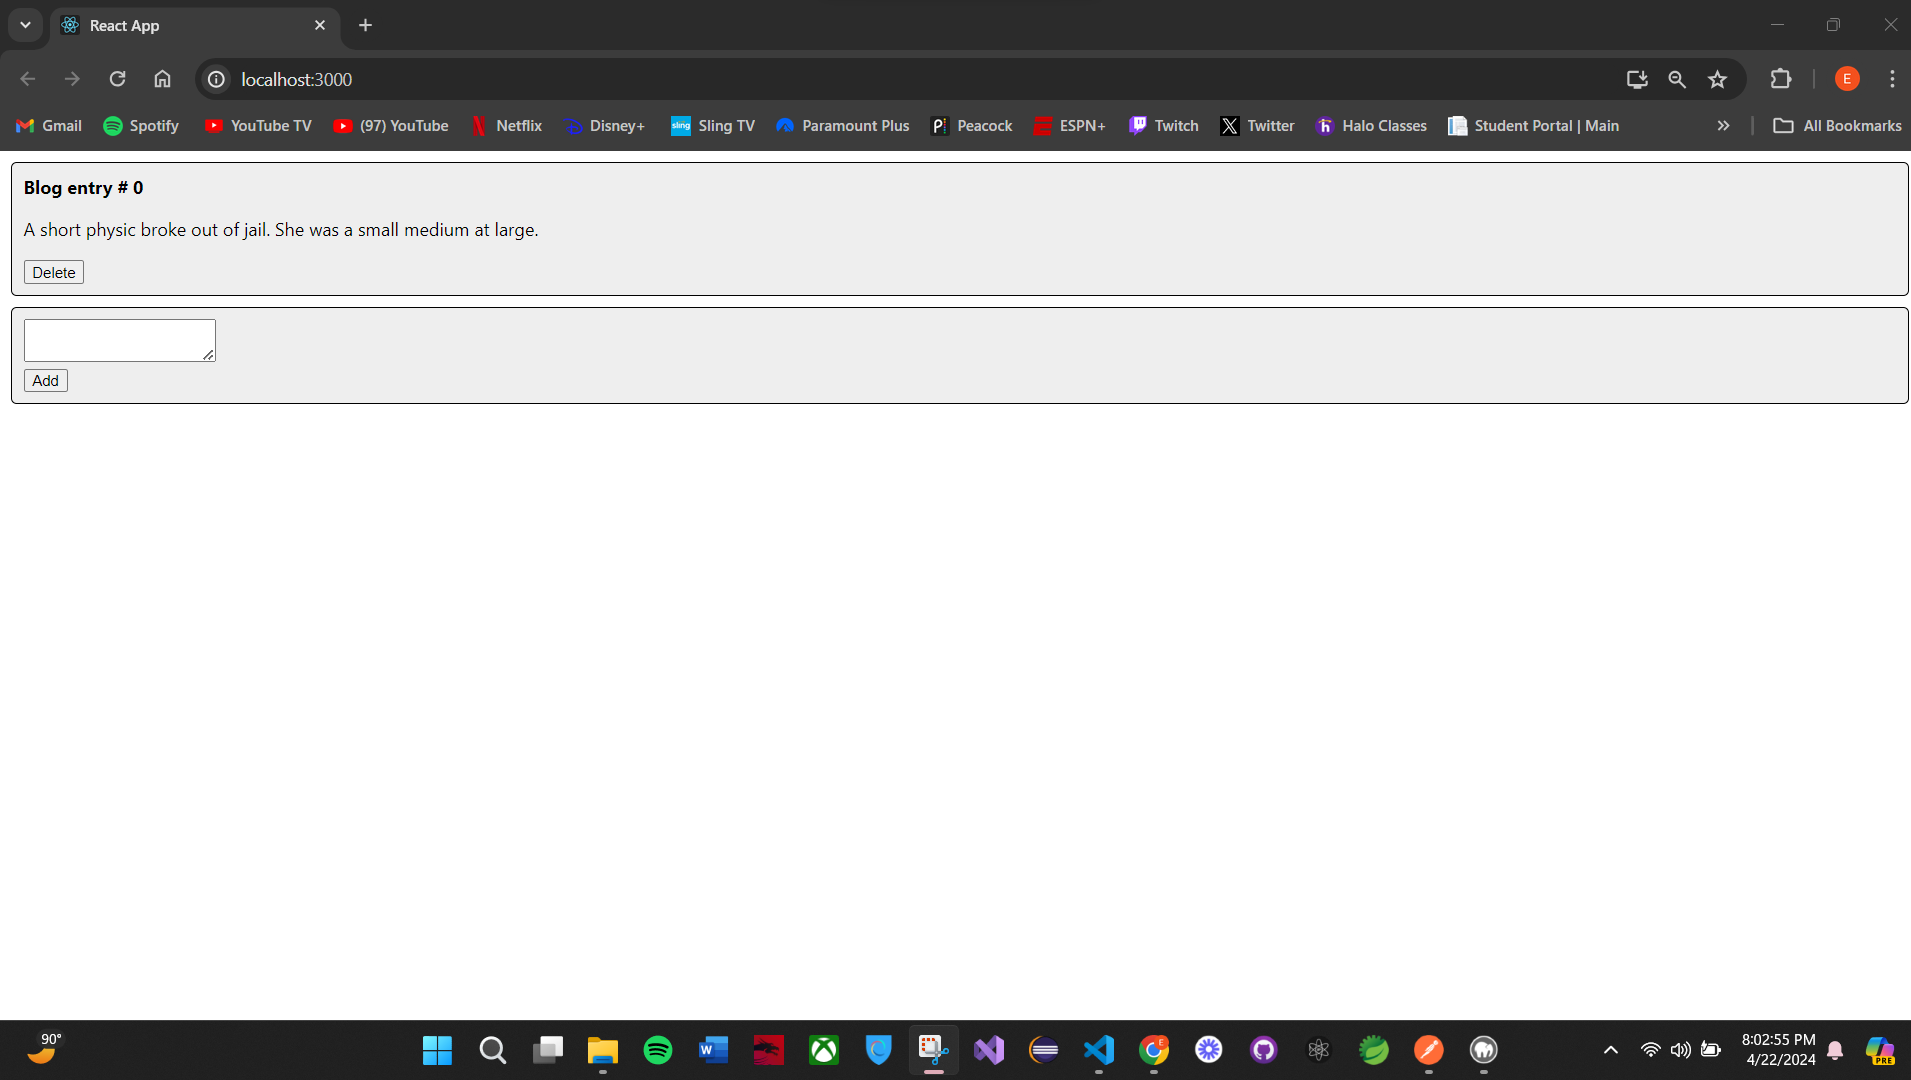 React App
localhost:3000
E
Gmail
Spotify
YouTube TV
(97) YouTube
Netflix
Disney+
sling
Sling TV
Paramount Plus
Peacock
ESPN+
Twitch
Twitter
Halo Classes
Student Portal | Main
All Bookmarks
Blog entry # 0
A short physic broke out of jail. She was a small medium at large.
Delete
Add
90°
8:02:55 PM
4/22/2024
PRE